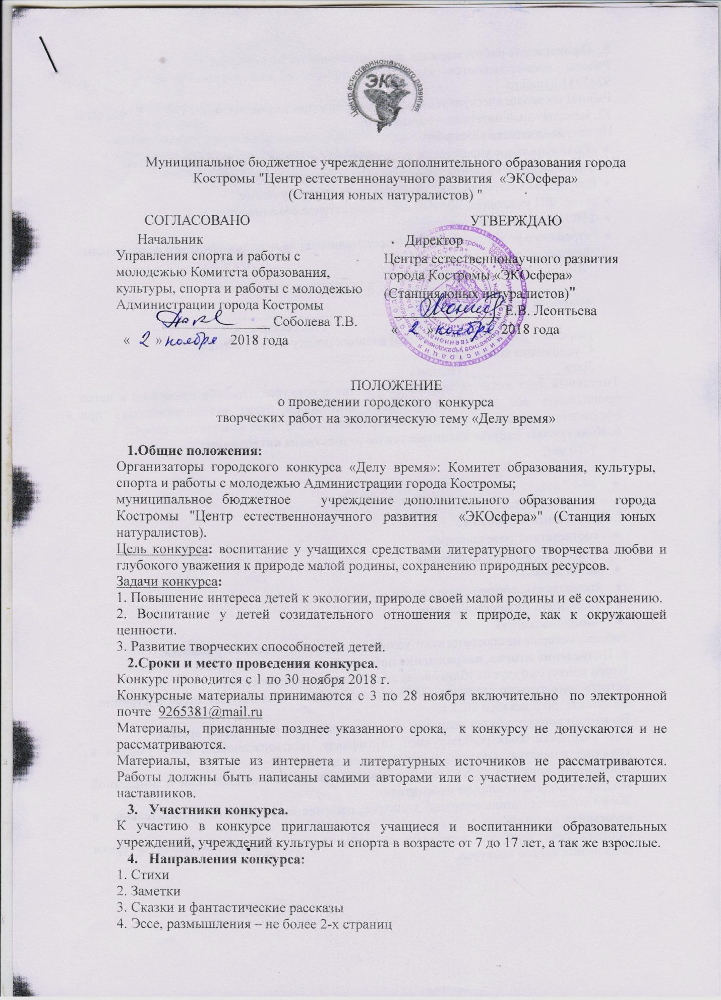 Центр естественнонаучного развития
ЭКО
Муниципальное бюджетное учреждение дополнительного образования города
Костромы "Центр естественнонаучного развития «ЭКОсфера»
(Станция юных натуралистов) "
СОГЛАСОВАНО
Начальник
Управления спорта и работы с
молодежью Комитета образования,
культуры, спорта и работы с молодежью
Администрации города Костромы
Соболева Т.В.
« 2 » ноября 2018 года
УТВЕРЖДАЮ
Директор
Центра естественнонаучного развития
города Костромы «ЭКОсфера»
(Станция юных натуралистов)"
Е.В. Леонтьева
« 2 » ноября 2018 года
ПОЛОЖЕНИЕ
о проведении городского конкурса
творческих работ на экологическую тему «Делу время»
1.Общие положения:
Организаторы городского конкурса «Делу время»: Комитет образования, культуры,
спорта и работы с молодежью Администрации города Костромы;
муниципальное бюджетное учреждение дополнительного образования города
Костромы "Центр естественнонаучного развития «ЭКОсфера»" (Станция юных
натуралистов).
Цель конкурса: воспитание у учащихся средствами литературного творчества любви и
глубокого уважения к природе малой родины, сохранению природных ресурсов.
Задачи конкурса:
1. Повышение интереса детей к экологии, природе своей малой родины и её сохранению.
2. Воспитание у детей созидательного отношения к природе, как к окружающей
ценности.
3. Развитие творческих способностей детей.
2.Сроки и место проведения конкурса.
Конкурс проводится с 1 по 30 ноября 2018 г.
Конкурсные материалы принимаются с 3 по 28 ноября включительно по электронной
почте 9265381@mail.ru
Материалы, присланные позднее указанного срока, к конкурсу не допускаются и не
рассматриваются.
Материалы, взятые из интернета и литературных источников не рассматриваются.
Работы должны быть написаны самими авторами или с участием родителей, старших
наставников.
3. Участники конкурса.
К участию в конкурсе приглашаются учащиеся и воспитанники образовательных
учреждений, учреждений культуры и спорта в возрасте от 7 до 17 лет, а так же взрослые.
4. Направления конкурса:
1. Стихи
2. Заметки
3. Сказки и фантастические рассказы
4. Эссе, размышления – не более 2-х страниц